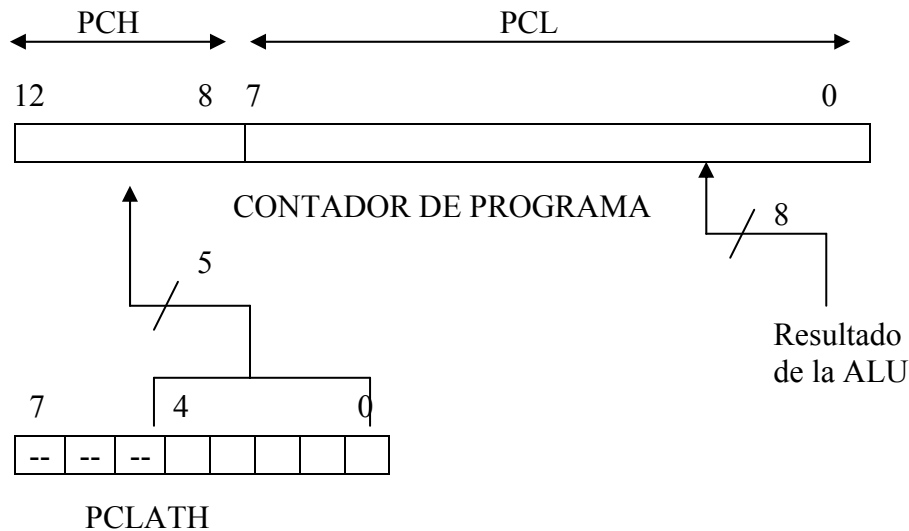 PCH PCL
12 8 7 0
CONTADOR DE PROGRAMA
8
5
Resultado
de la ALU
7 4 0
-- -- --
PCLATH